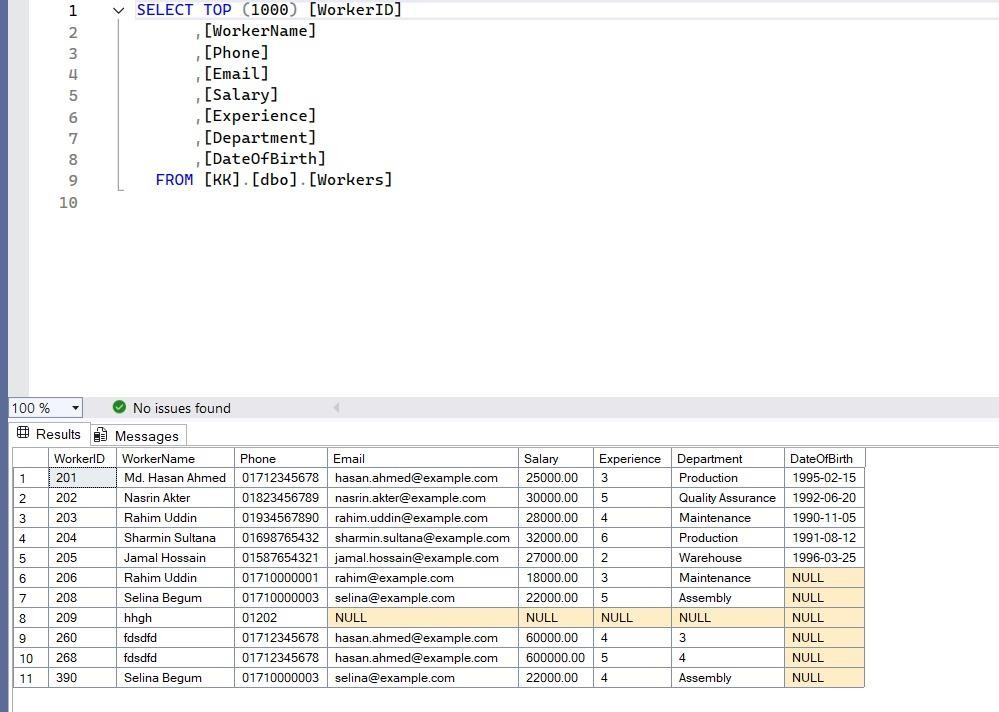 1 SELECT TOP (1000) [WorkerID]
2 ,[WorkerName]
3 ,[Phone]
4 ,[Email]
5 ,[Salary]
6 ,[Experience]
7 ,[Department]
8 ,[DateOfBirth]
9 FROM [KK].[dbo].[Workers]
10
100 % No issues found
Results Messages
WorkerID WorkerName Phone Email Salary Experience Department DateOfBirth
1 201 Md. Hasan Ahmed 01712345678 hasan.ahmed@example.com 25000.00 3 Production 1995-02-15
2 202 Nasrin Akter 01823456789 nasrin.akter@example.com 30000.00 5 Quality Assurance 1992-06-20
3 203 Rahim Uddin 01934567890 rahim.uddin@example.com 28000.00 4 Maintenance 1990-11-05
4 204 Sharmin Sultana 01698765432 sharmin.sultana@example.com 32000.00 6 Production 1991-08-12
5 205 Jamal Hossain 01587654321 jamal.hossain@example.com 27000.00 2 Warehouse 1996-03-25
6 206 Rahim Uddin 01710000001 rahim@example.com 18000.00 3 Maintenance NULL
7 208 Selina Begum 01710000003 selina@example.com 22000.00 5 Assembly NULL
8 209 hhgh 01202 NULL NULL NULL NULL NULL
9 260 fdsdfd 01712345678 hasan.ahmed@example.com 60000.00 4 3 NULL
10 268 fdsdfd 01712345678 hasan.ahmed@example.com 600000.00 5 4 NULL
11 390 Selina Begum 01710000003 selina@example.com 22000.00 4 Assembly NULL